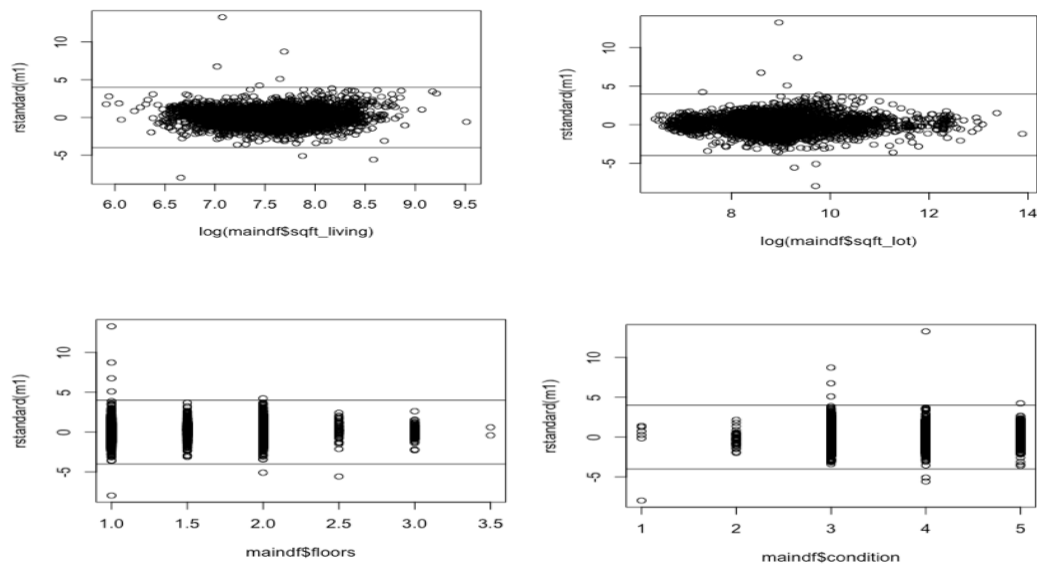 rstandard(m1)
10
5
0
-5
6.0 6.5 7.0 7.5 8.0 8.5 9.0 9.5
log(maindf$sqft_living)
rstandard(m1)
10
5
0
-5
8 10 12 14
log(maindf$sqft_lot)
rstandard(m1)
10
5
0
-5
1.0 1.5 2.0 2.5 3.0 3.5
maindf$floors
rstandard(m1)
10
5
0
-5
1 2 3 4 5
maindf$condition